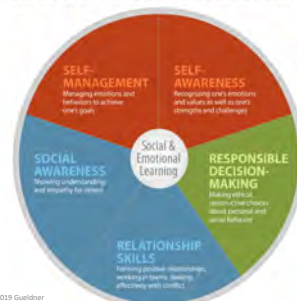 SELF-
MANAGEMENT
Managing emotions and
behaviors to achieve
one's goals
SELF-
AWARENESS
Recognizing one's emotions
and values as well as one's
strengths and challenges
SOCIAL
AWARENESS
Showing understanding
and empathy for others
Social &
Emotional
Learning
RESPONSIBLE
DECISION-
MAKING
Making ethical,
constructive choices
about personal and
social behavior
RELATIONSHIP
SKILLS
Forming positive relationships,
working in teams, dealing
effectively with conflict
019 Gueldner